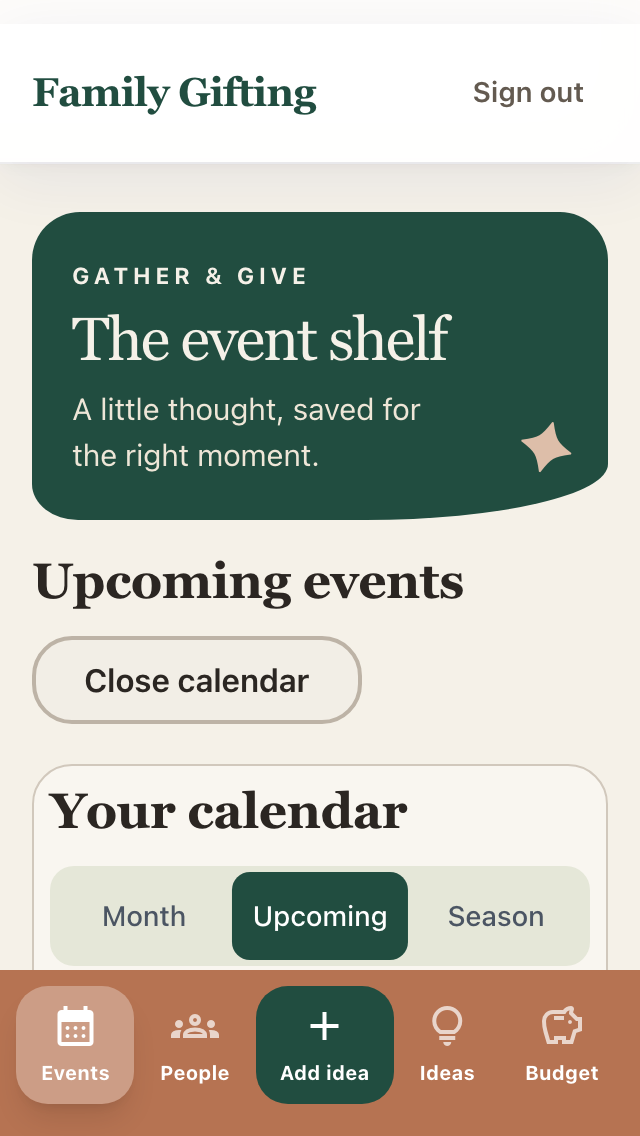 Family Gifting
Sign out
GATHER & GIVE
The event shelf
A little thought, saved for
the right moment.
Upcoming events
Close calendar
Your calendar
Month
Upcoming
Season
Events
People
Add idea
Ideas
Budget